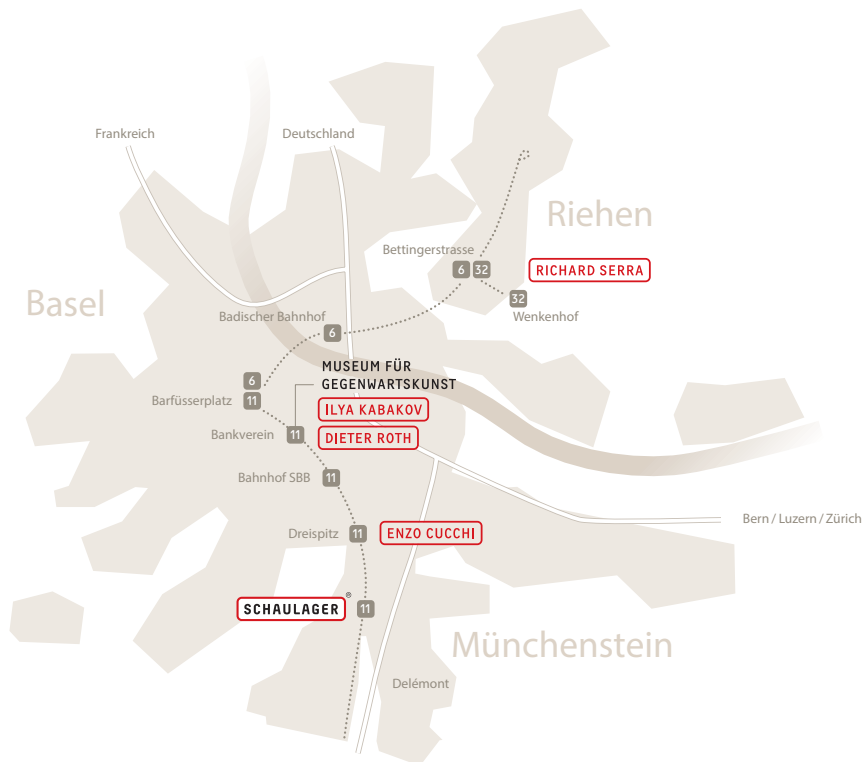 Frankreich
Deutschland
Riehen
Bettingerstrasse
6
32
RICHARD SERRA
32
Wenkenhof
Basel
Badischer Bahnhof
6
MUSEUM FÜR
GEGENWARTSKUNST
6
Barfüsserplatz
11
ILYA KABAKOV
Bankverein
11
DIETER ROTH
Bahnhof SBB
11
Bern / Luzern / Zürich
Dreispitz
11
ENZO CUCCHI
SCHAULAGER®
11
Münchenstein
Delémont